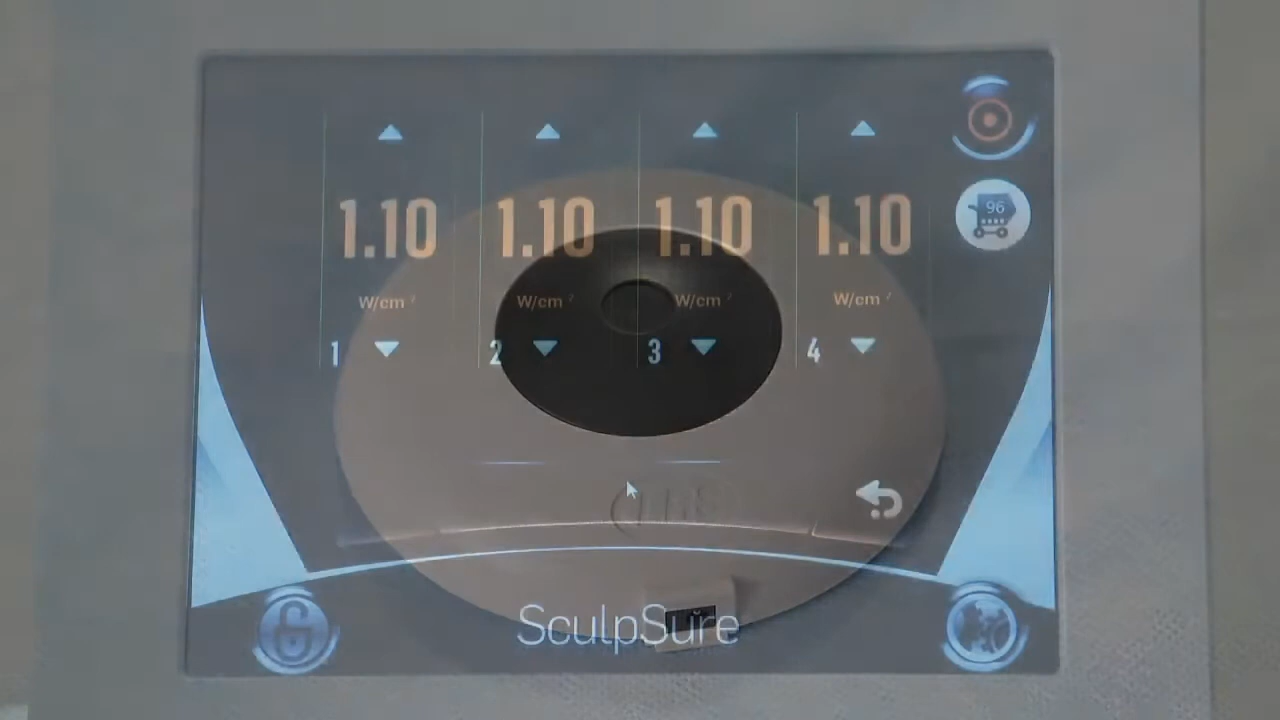 1.10 1.10 1.10 1.10
96
W/cm² W/cm² W/cm² W/cm²
1 2 3 4
SculpSure